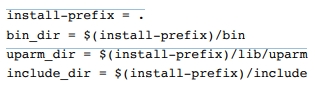 install-prefix = .
bin_dir = $(install-prefix)/bin
uparm_dir = $(install-prefix)/lib/uparm
include_dir = $(install-prefix)/include